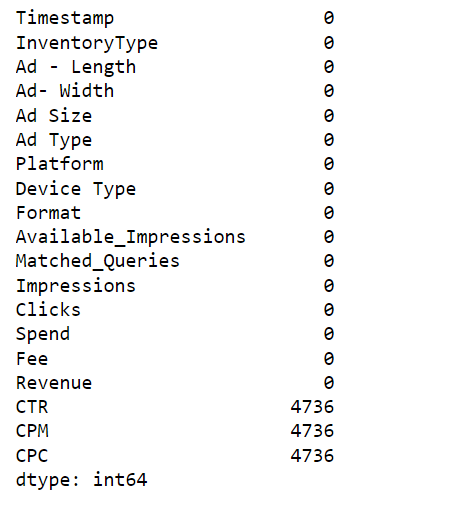 Timestamp 0
InventoryType 0
Ad - Length 0
Ad- Width 0
Ad Size 0
Ad Type 0
Platform 0
Device Type 0
Format 0
Available_Impressions 0
Matched_Queries 0
Impressions 0
Clicks 0
Spend 0
Fee 0
Revenue 0
CTR 4736
CPM 4736
CPC 4736
dtype: int64